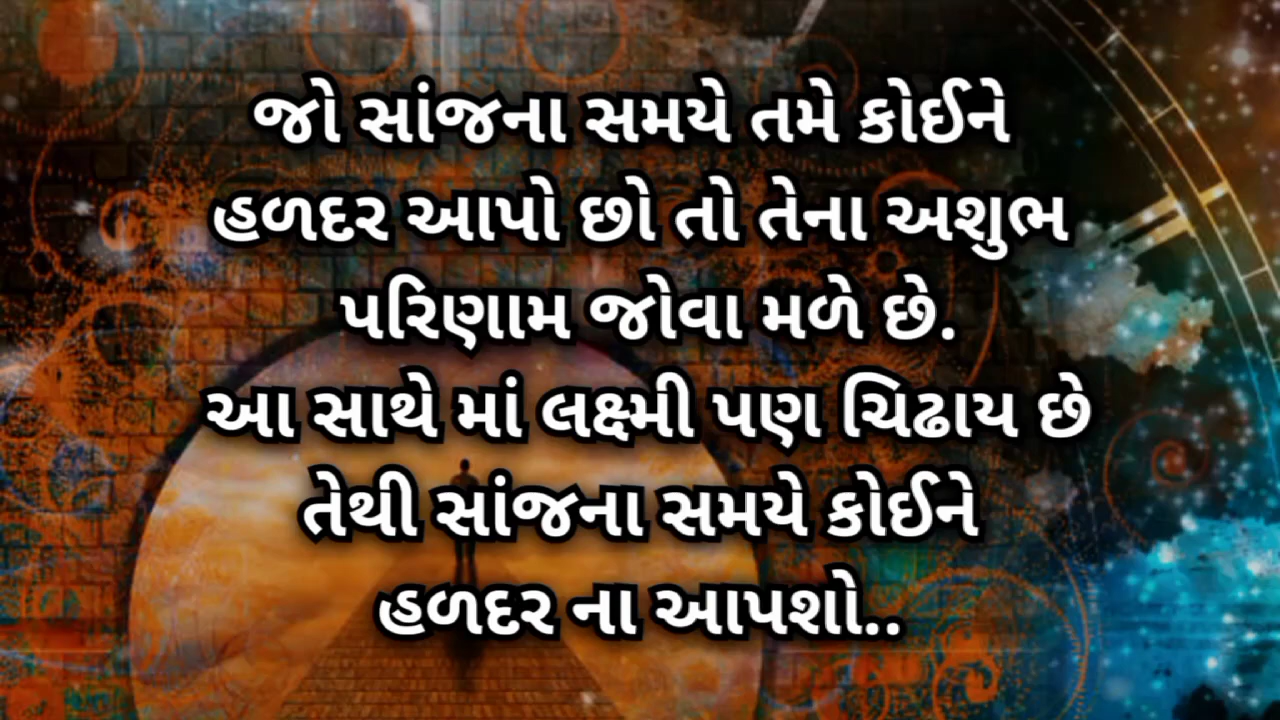 જો સાંજના સમયે તમે કોઈને
હળદર આપો છો તો તેના અશુભ
પરિણામ જોવા મળે છે.
આ સાથે માં લક્ષ્મી પણ ચિઢાય છે
તેથી સાંજના સમયે કોઈને
હળદર ના આપશો..